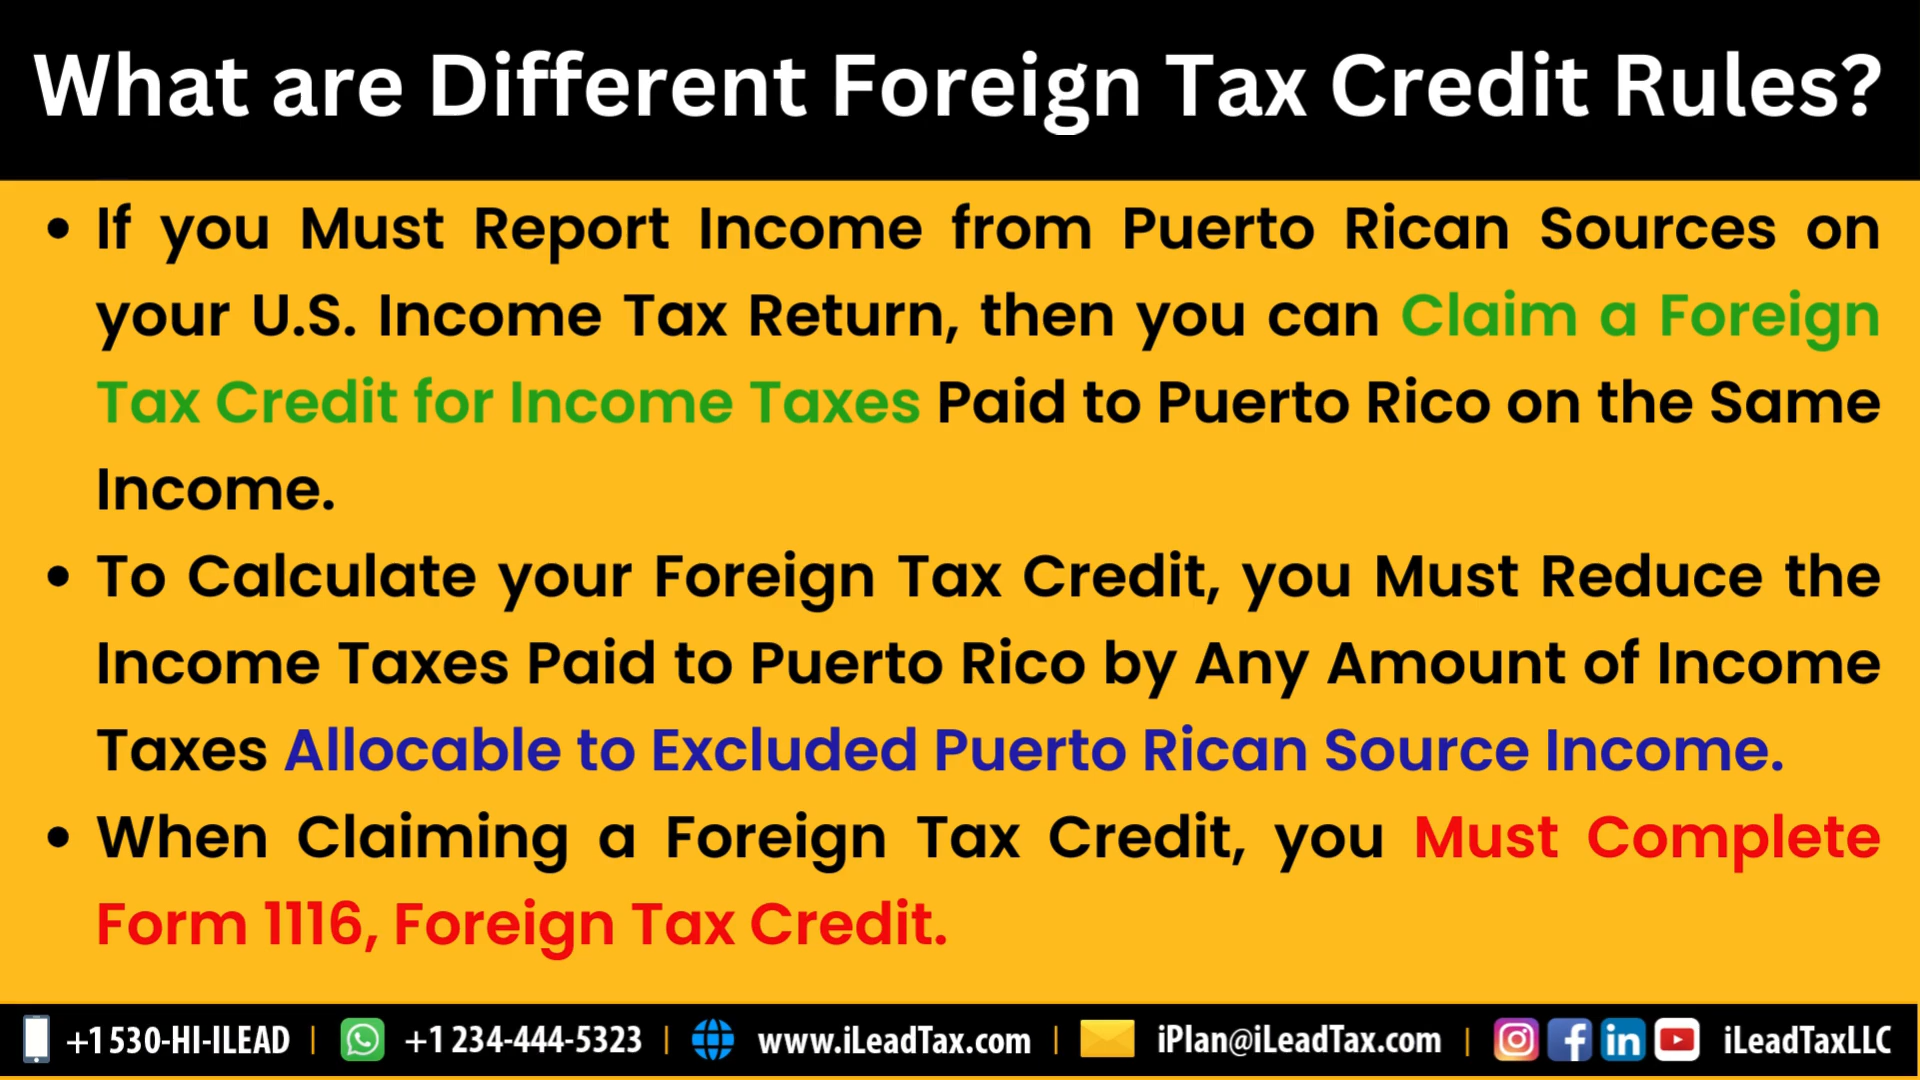 What are Different Foreign Tax Credit Rules?
• If you Must Report Income from Puerto Rican Sources on
your U.S. Income Tax Return, then you can Claim a Foreign
Tax Credit for Income Taxes Paid to Puerto Rico on the Same
Income.
• To Calculate your Foreign Tax Credit, you Must Reduce the
Income Taxes Paid to Puerto Rico by Any Amount of Income
Taxes Allocable to Excluded Puerto Rican Source Income.
• When Claiming a Foreign Tax Credit, you Must Complete
Form 1116, Foreign Tax Credit.
+1 530-HI-ILEAD | +1 234-444-5323 | www.iLeadTax.com | iPlan@iLeadTax.com | iLeadTaxLLC